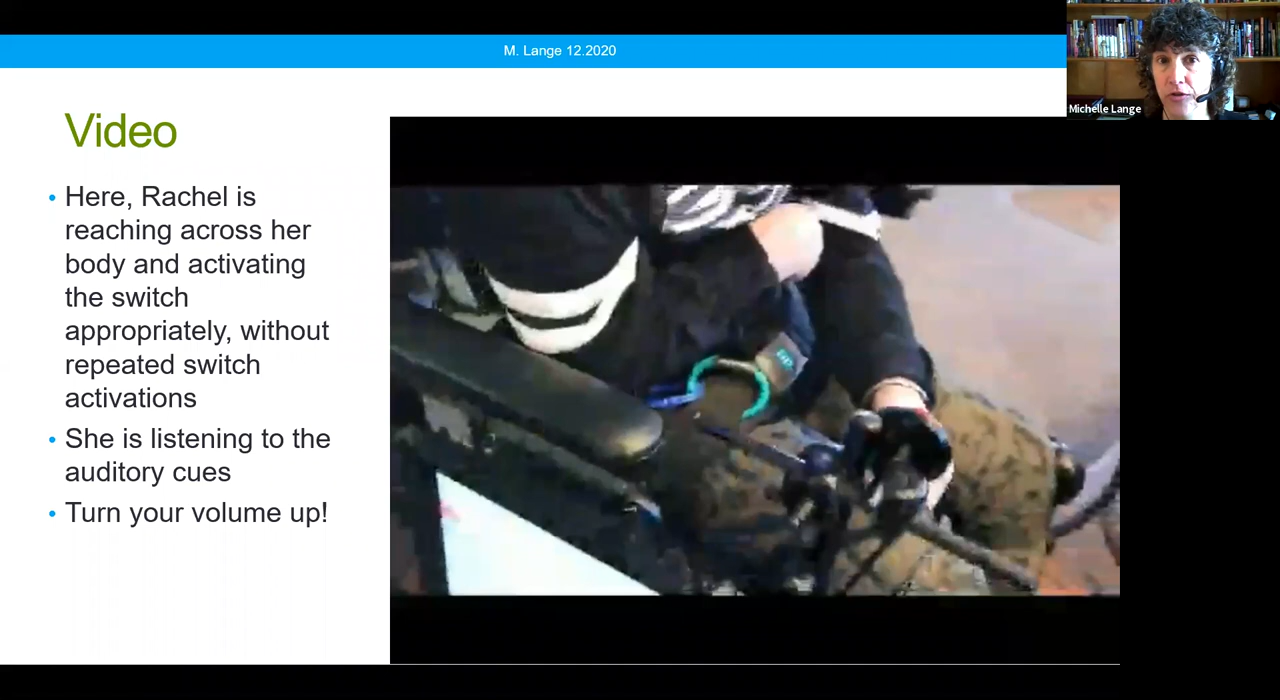 M. Lange 12.2020
Michelle Lange
Video
• Here, Rachel is
reaching across her
body and activating
the switch
appropriately, without
repeated switch
activations
• She is listening to the
auditory cues
• Turn your volume up!